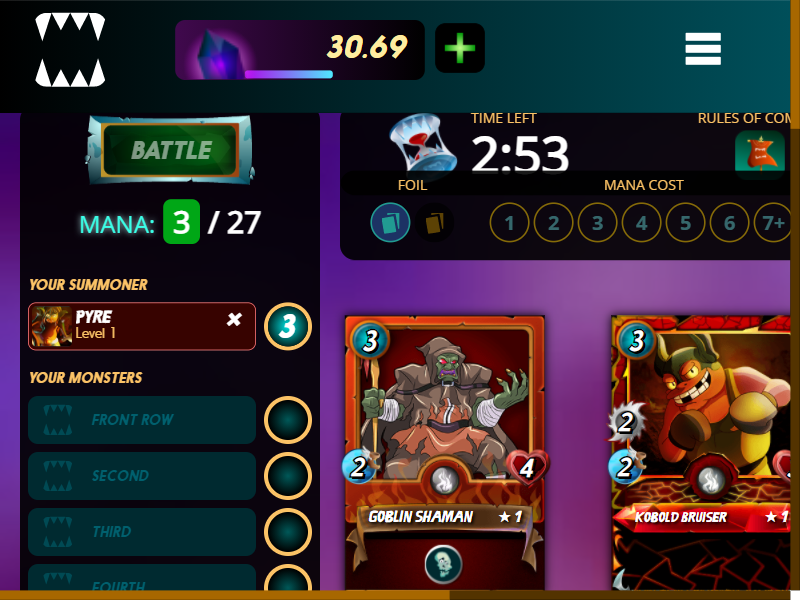 30.69
BATTLE
MANA: 3 / 27
TIME LEFT
2:53
RULES OF COM
FOIL
MANA COST
1 2 3 4 5 6 7+
YOUR SUMMONER
PYRE
Level 1
3
YOUR MONSTERS
FRONT ROW
SECOND
THIRD
FOURTH
3
2
4
GOBLIN SHAMAN ★ 1
3
2
2
KOBOLD BRUISER ★ 1